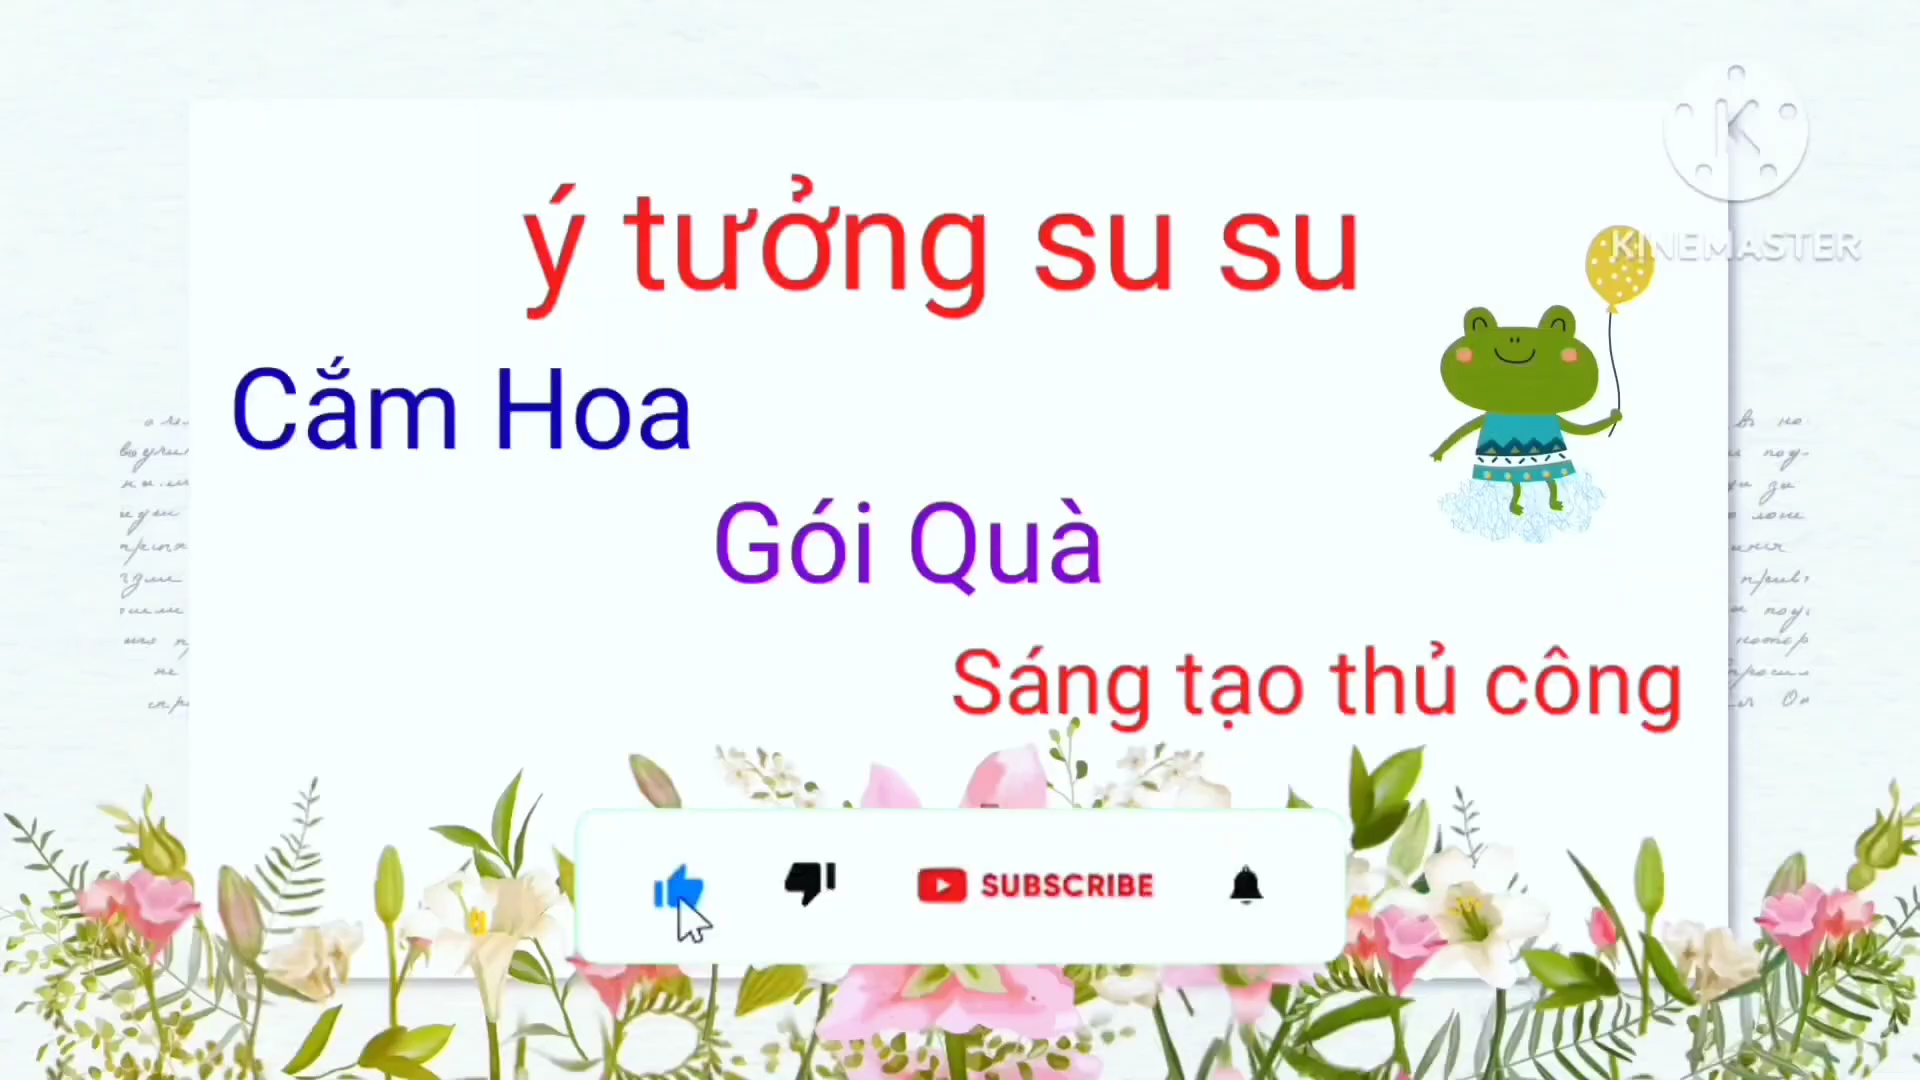 ý tưởng su su
KINEMASTER
Cắm Hoa
Gói Quà
Sáng tạo thủ công
SUBSCRIBE